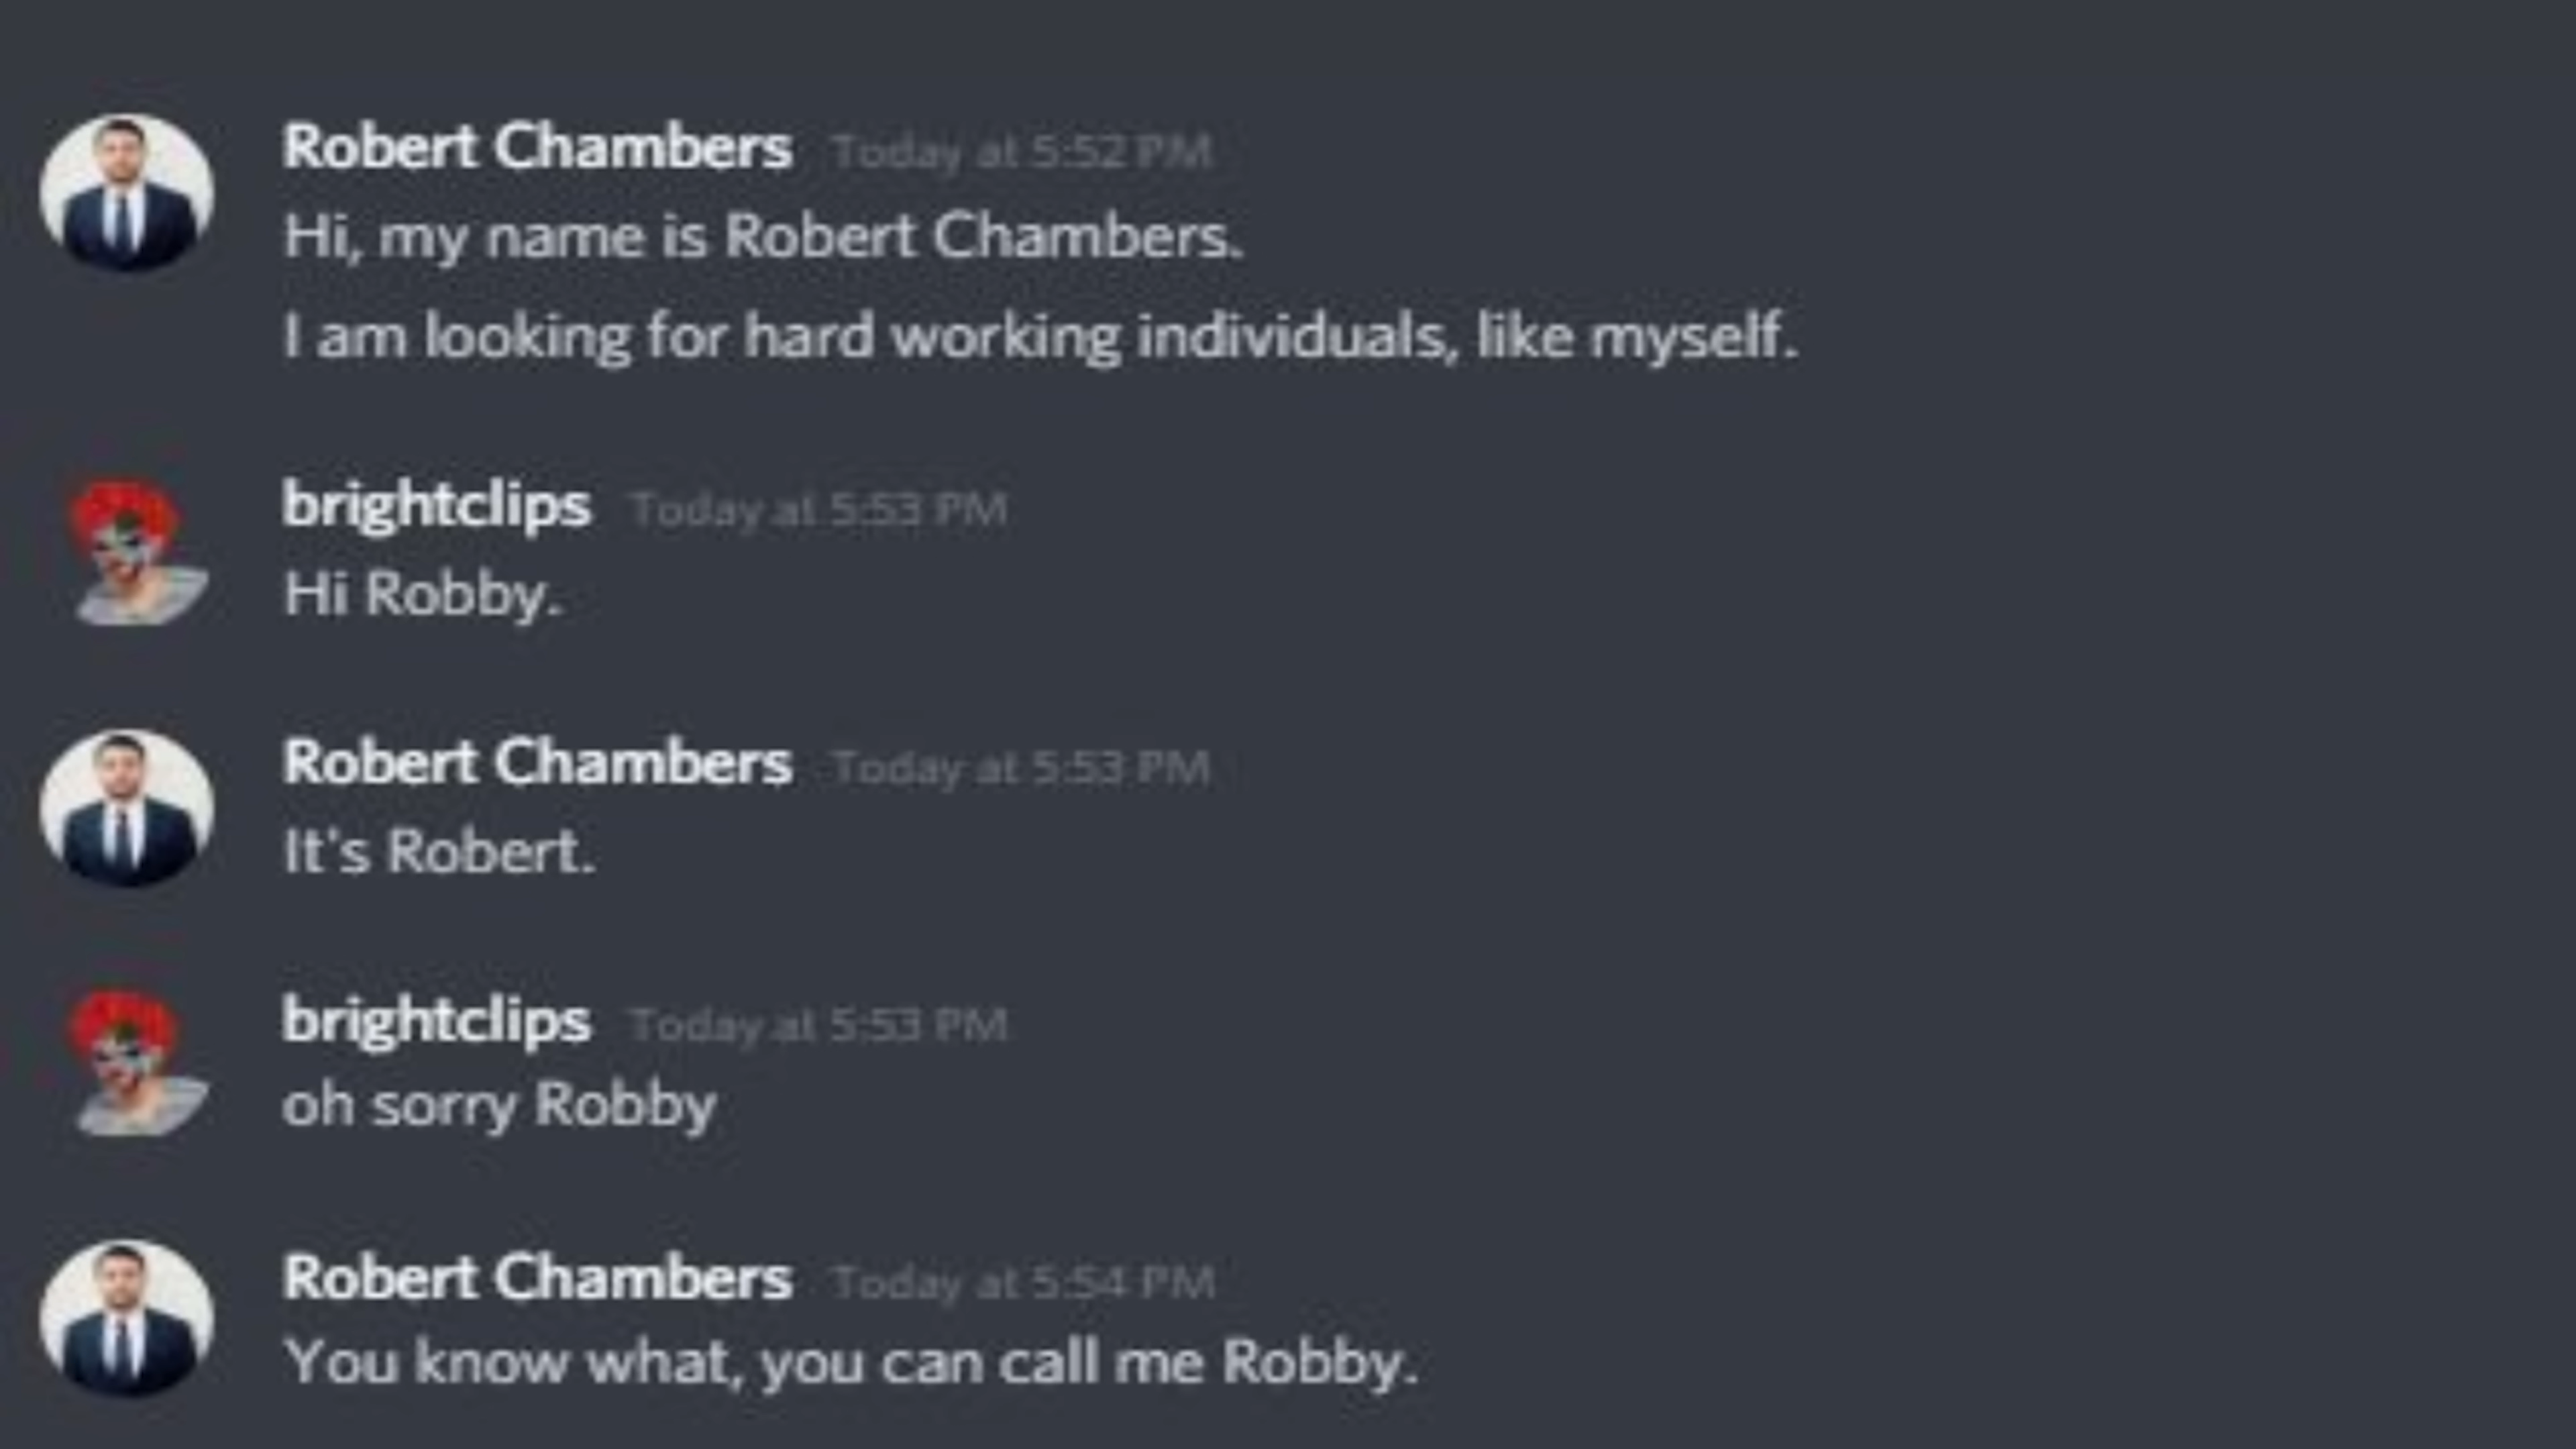 Robert Chambers Today at 5:52 PM
Hi, my name is Robert Chambers.
I am looking for hard working individuals, like myself.
brightclips Today at 5:53 PM
Hi Robby.
Robert Chambers Today at 5:53 PM
It's Robert.
brightclips Today at 5:53 PM
oh sorry Robby
Robert Chambers Today at 5:54 PM
You know what, you can call me Robby.